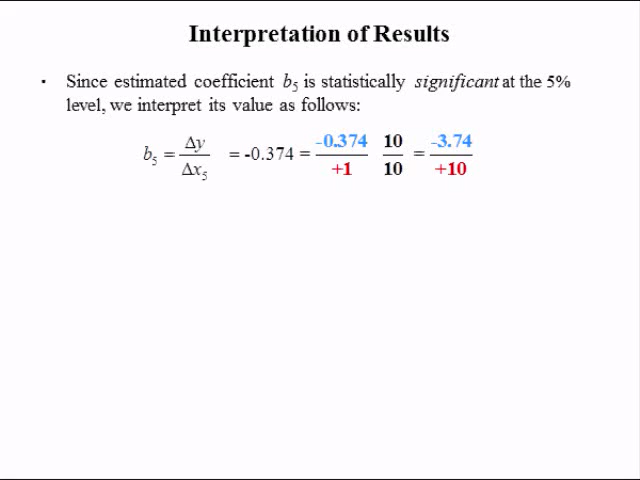 Interpretation of Results
· Since estimated coefficient b5 is statistically significant at the 5%
level, we interpret its value as follows:
b5 = Δy/Δx5 = -0.374 = -0.374/+1 10/10 = -3.74/+10